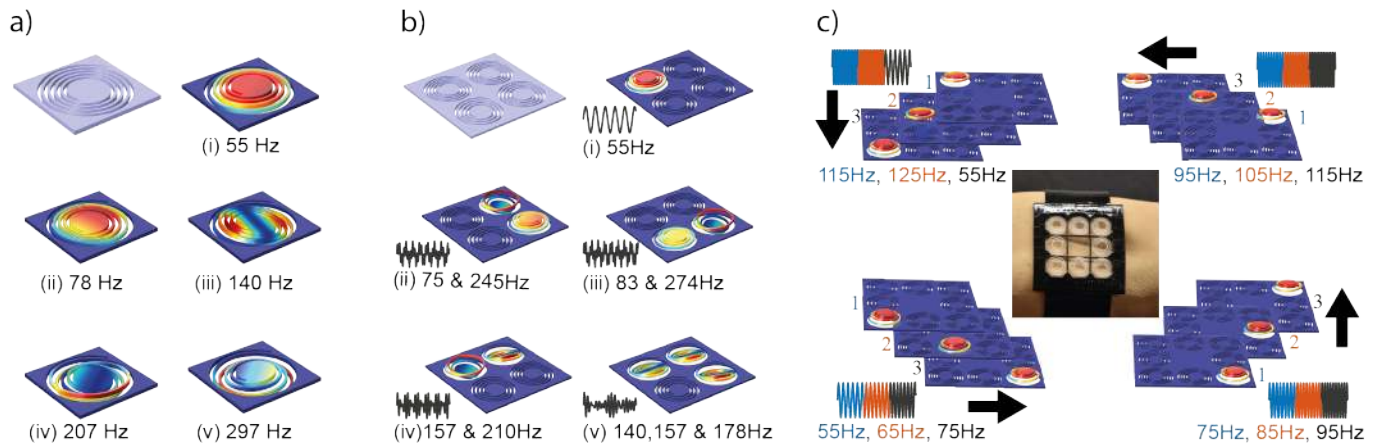 a)
(i) 55 Hz
(ii) 78 Hz
(iii) 140 Hz
(iv) 207 Hz
(v) 297 Hz
b)
(i) 55Hz
(ii) 75 & 245Hz
(iii) 83 & 274Hz
(iv)157 & 210Hz
(v) 140,157 & 178Hz
c)
1
2
3
115Hz, 125Hz, 55Hz
3
2
1
95Hz, 105Hz, 115Hz
1
2
3
55Hz, 65Hz, 75Hz
3
2
1
75Hz, 85Hz, 95Hz